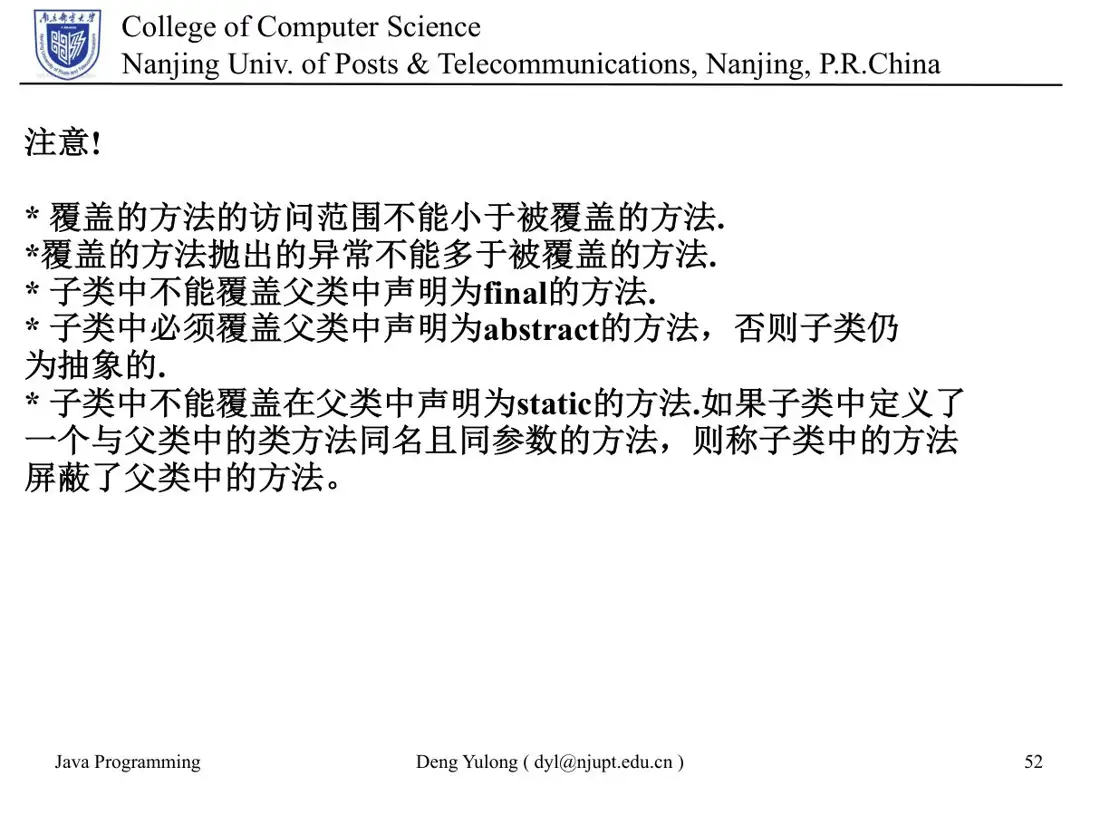 College of Computer Science
Nanjing Univ. of Posts & Telecommunications, Nanjing, P.R.China
注意!
* 覆盖的方法的访问范围不能小于被覆盖的方法.
*覆盖的方法抛出的异常不能多于被覆盖的方法.
* 子类中不能覆盖父类中声明为final的方法.
* 子类中必须覆盖父类中声明为abstract的方法，否则子类仍
为抽象的.
* 子类中不能覆盖在父类中声明为static的方法.如果子类中定义了
一个与父类中的类方法同名且同参数的方法，则称子类中的方法
屏蔽了父类中的方法。
Java Programming
Deng Yulong ( dyl@njupt.edu.cn )
52